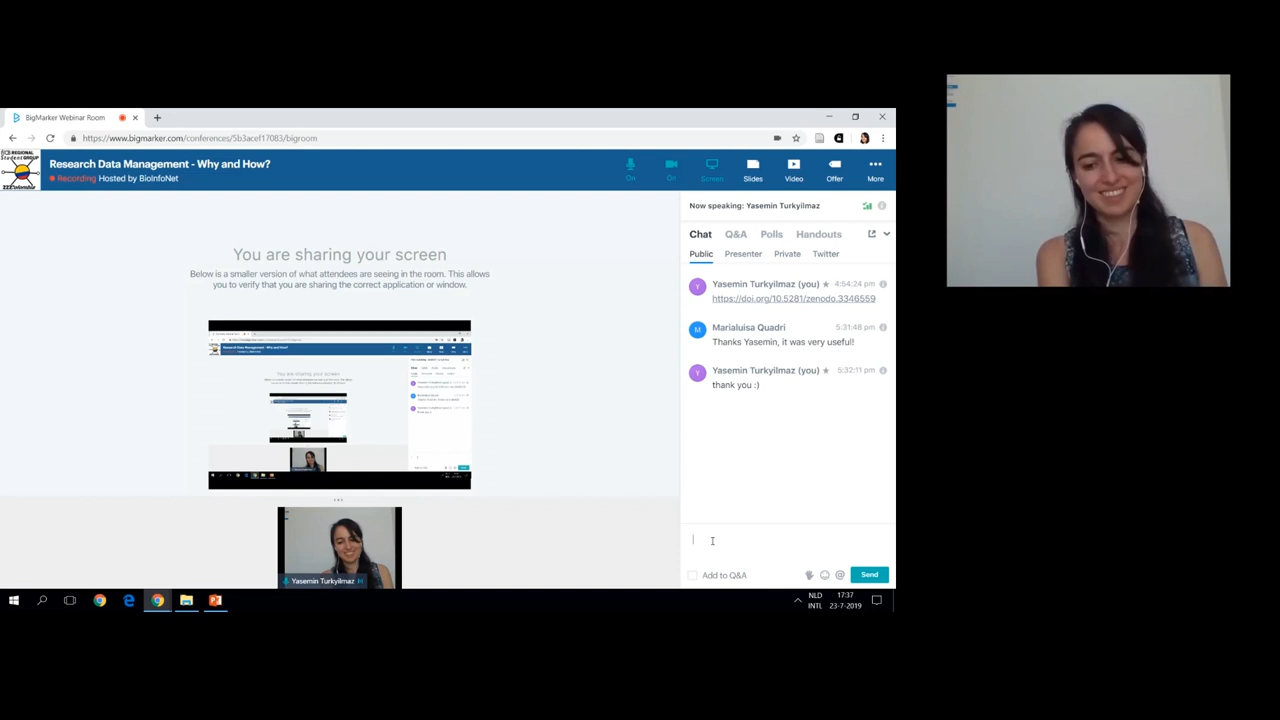 BigMarker Webinar Room
https://www.bigmarker.com/conferences/5b3acef17083/bigroom
REGIONAL
Student GROUP
Research Data Management - Why and How?
Recording Hosted by BioInfoNet
On
On
Screen
Slides
Video
Offer
More
Now speaking: Yasemin Turkyilmaz
Chat
Q&A
Polls
Handouts
Public
Presenter
Private
Twitter
You are sharing your screen
Below is a smaller version of what attendees are seeing in the room. This allows
you to verify that you are sharing the correct application or window.
Yasemin Turkyilmaz (you) 4:54:24 pm
https://doi.org/10.5281/zenodo.3346559
M
Marialuisa Quadri 5:31:48 pm
Thanks Yasemin, it was very useful!!
Yasemin Turkyilmaz (you) 5:32:11 pm
thank you :)
Yasemin Turkyilmaz
Add to Q&A
@
Send
NLD
INTL
17:37
23-7-2019